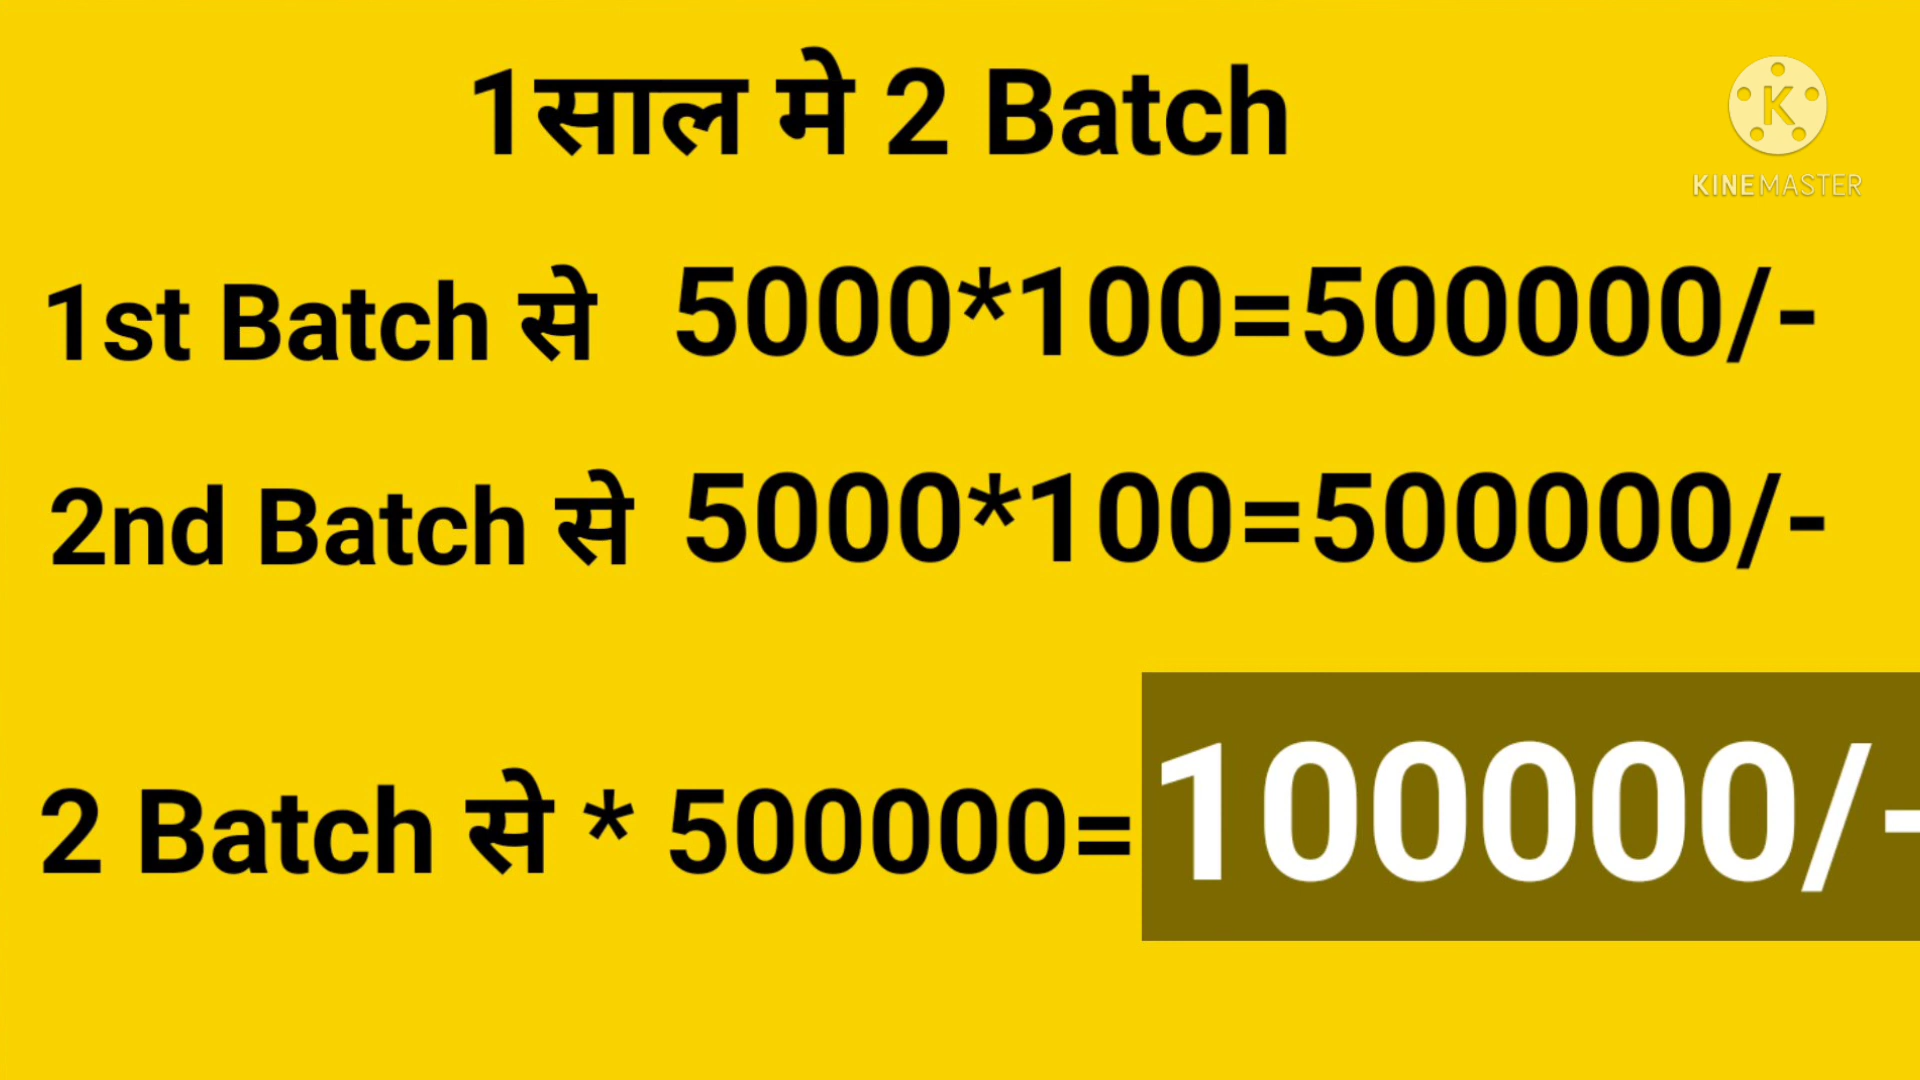 1साल मे 2 Batch
KINEMASTER
1st Batch से 5000*100=500000/-
2nd Batch से 5000*100=500000/-
2 Batch से * 500000=100000/-